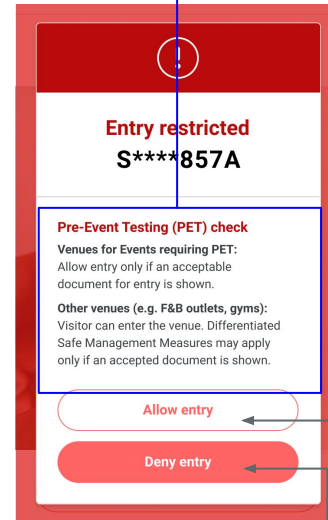 Entry restricted
S****857A
Pre-Event Testing (PET) check
Venues for Events requiring PET:
Allow entry only if an acceptable
document for entry is shown.
Other venues (e.g. F&B outlets, gyms):
Visitor can enter the venue. Differentiated
Safe Management Measures may apply
only if an accepted document is shown.
Allow entry
Deny entry